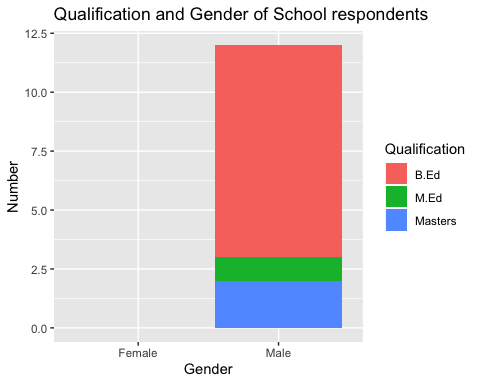 Qualification and Gender of School respondents
12.5
10.0
7.5
5.0
2.5
0.0
Number
Female Male
Gender
Qualification
B.Ed
M.Ed
Masters